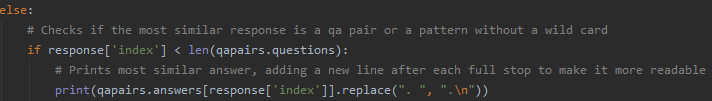 else:
# Checks if the most similar response is a qa pair or a pattern without a wild card
if response['index'] < len(qapairs.questions):
# Prints most similar answer, adding a new line after each full stop to make it more readable
print(qapairs.answers[response['index']].replace(". ", ".\n"))